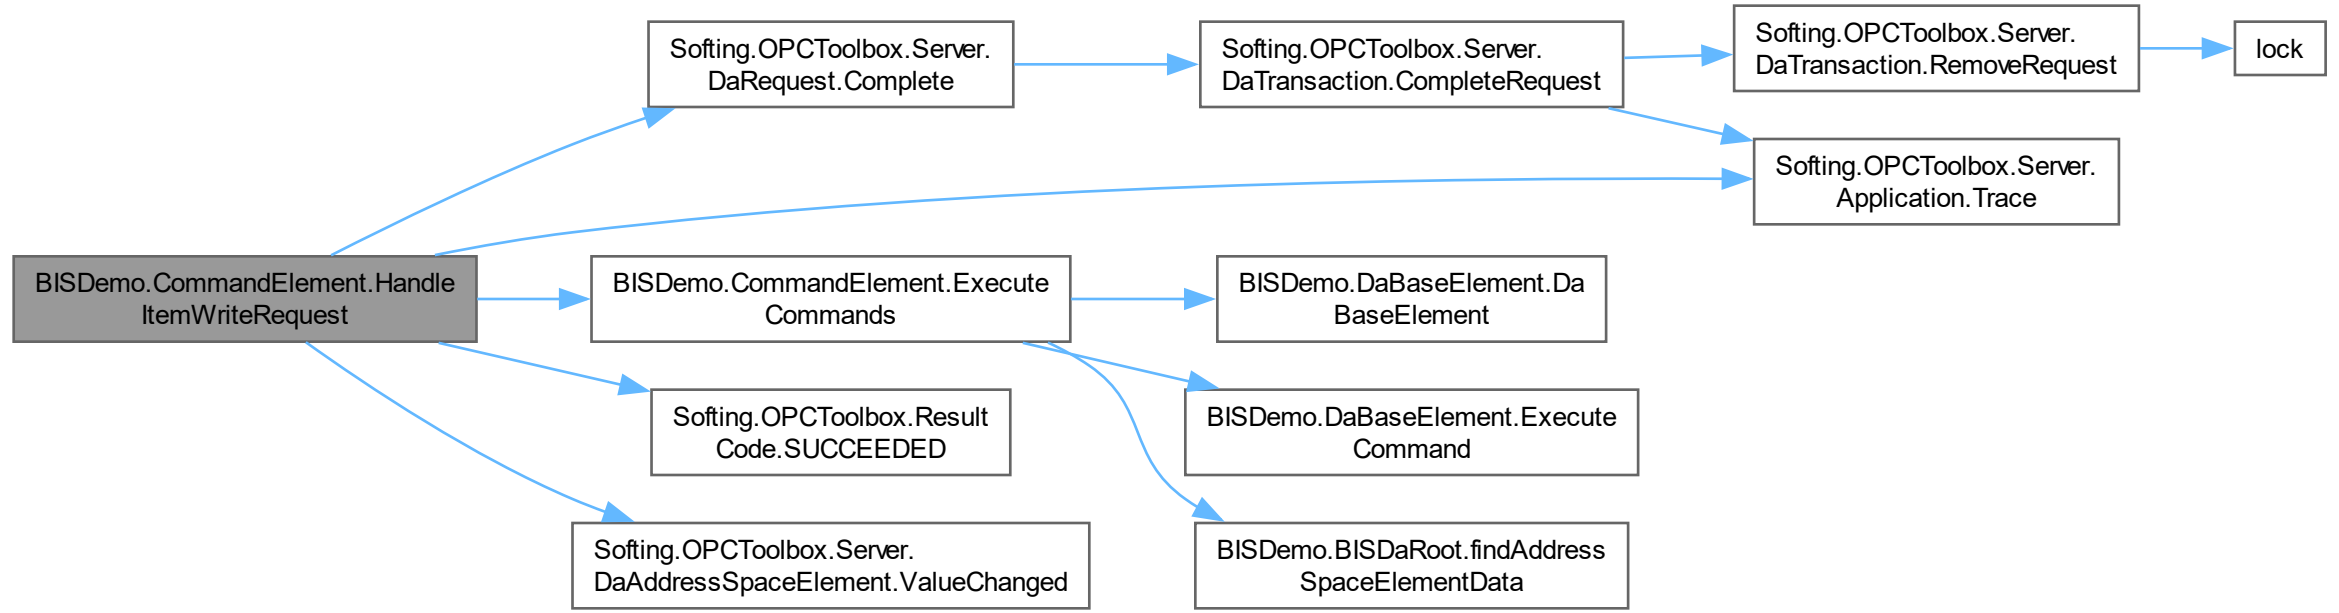 BISDemo.CommandElement.Handle
ItemWriteRequest
Softing.OPCToolbox.Server.
DaRequest.Complete
Softing.OPCToolbox.Server.
DaTransaction.CompleteRequest
Softing.OPCToolbox.Server.
DaTransaction.RemoveRequest
lock
Softing.OPCToolbox.Server.
Application.Trace
BISDemo.CommandElement.Execute
Commands
BISDemo.DaBaseElement.Da
BaseElement
BISDemo.DaBaseElement.Execute
Command
BISDemo.BISDaRoot.findAddress
SpaceElementData
Softing.OPCToolbox.Result
Code.SUCCEEDED
Softing.OPCToolbox.Server.
DaAddressSpaceElement.ValueChanged